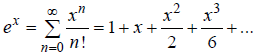 e^x = \sum_{n=0}^{\infty} \frac{x^n}{n!} = 1 + x + \frac{x^2}{2} + \frac{x^3}{6} + ...